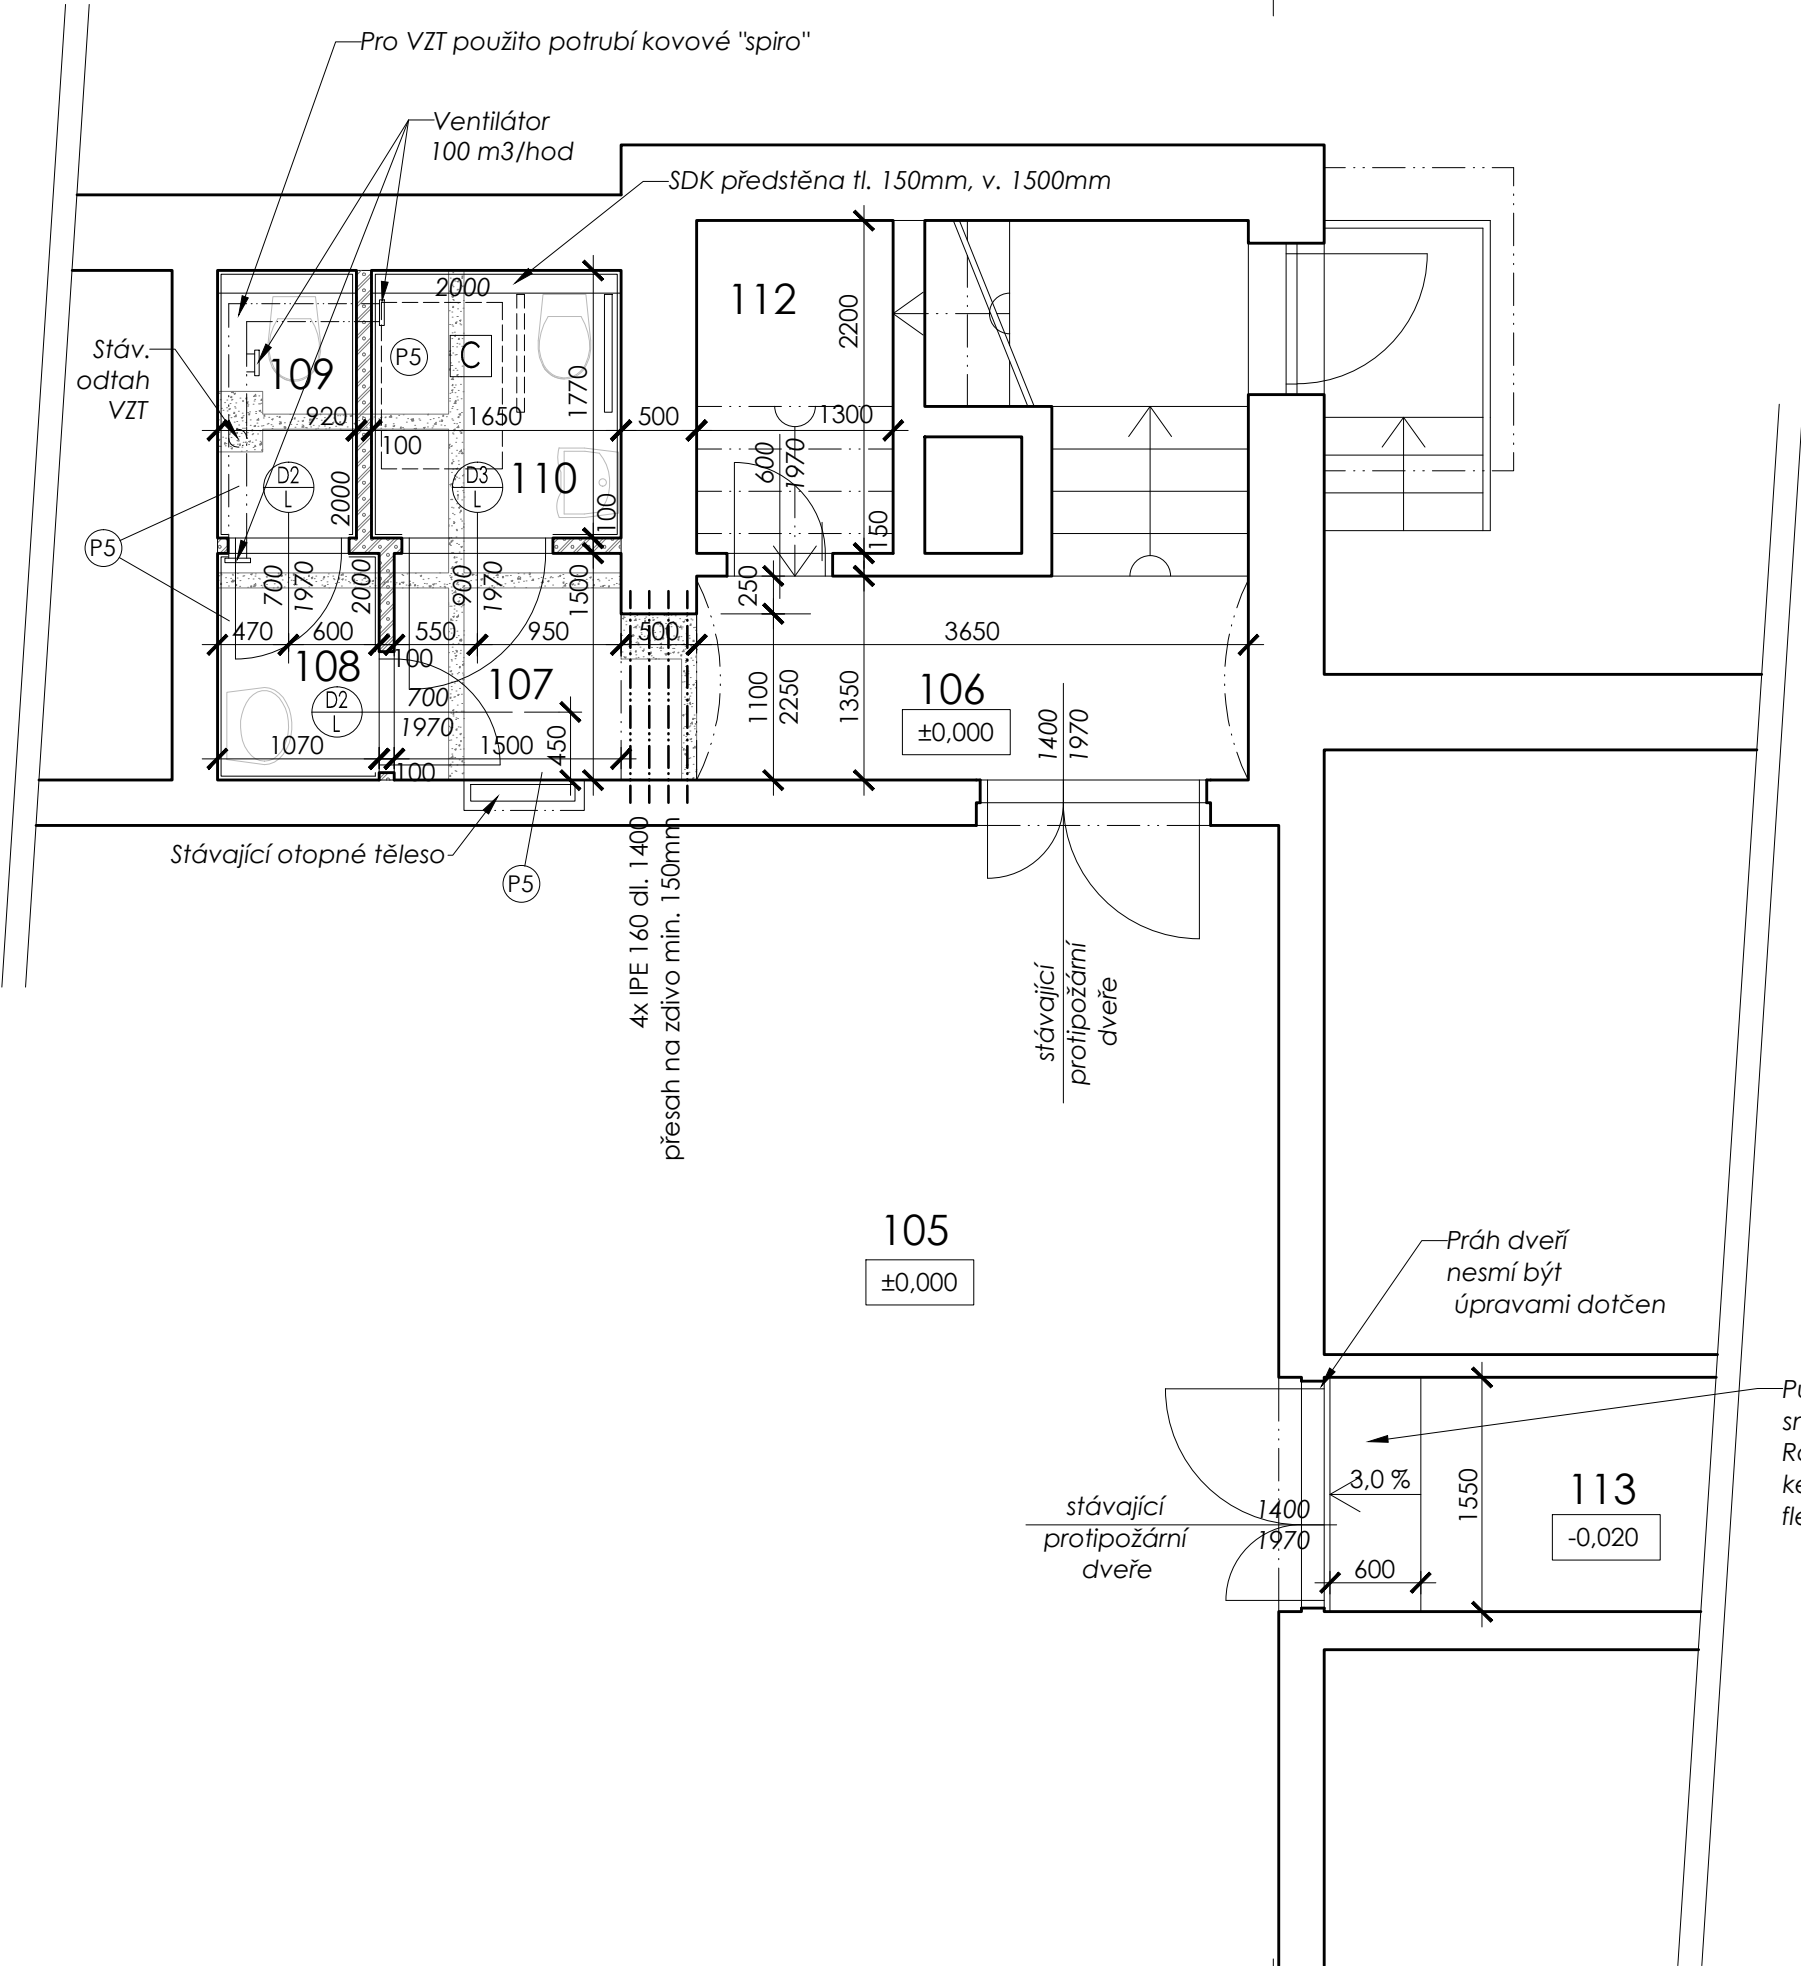 Pro VZT použito potrubí kovové "spiro"
Ventilátor
100 m3/hod
SDK předstěna tl. 150mm, v. 1500mm
2000
112
2200
Stáv.
odtah
VZT
109
P5
C
1770
920
1650
500
1300
100
D2
L
2000
D3
L
110
100
600
1970
150
P5
700
1970
2000
900
1970
1500
250
470
600
550
950
500
3650
108
100
107
106
±0,000
1100
2250
1350
D2
L
700
1970
1400
1970
1070
1500
450
100
Stávající otopné těleso
P5
4x IPE 160 dl. 1400
přesah na zdivo min. 150mm
stávající
protipožární
dveře
105
±0,000
Práh dveří
nesmí být
úpravami dotčen
3,0 %
1550
113
-0,020
600
stávající
protipožární
dveře
1400
1970